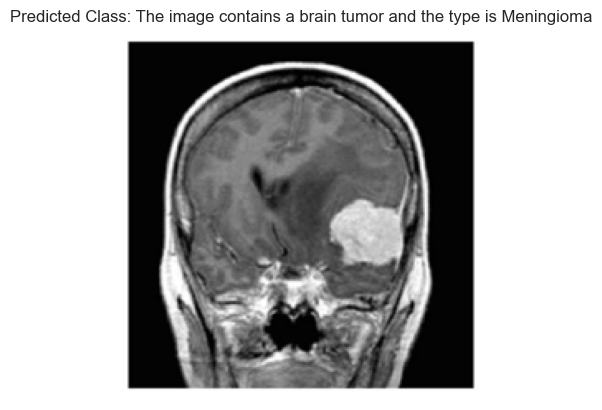 Predicted Class: The image contains a brain tumor and the type is Meningioma